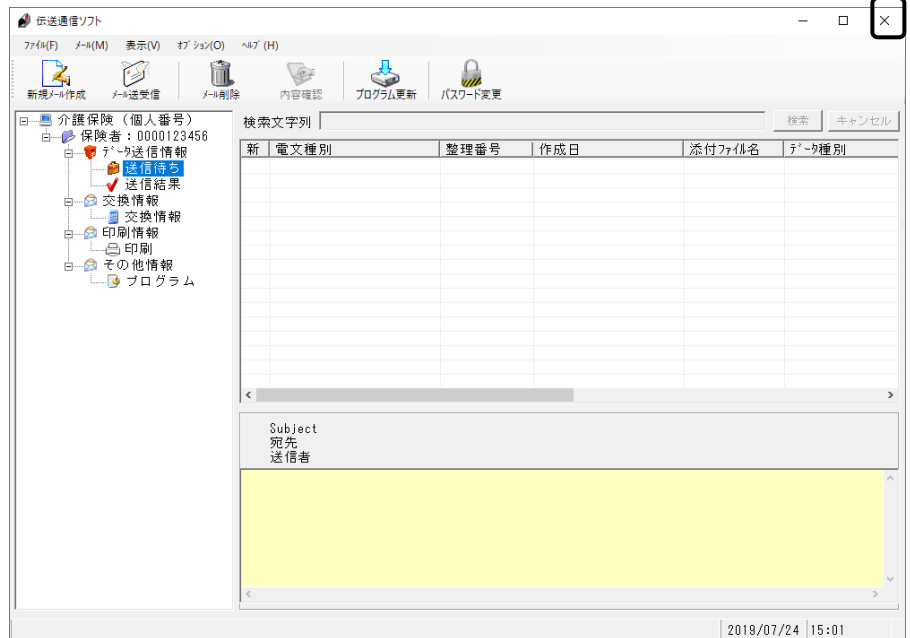 伝送通信ソフト
ﾌｧｲﾙ(F) ﾒｰﾙ(M) 表示(V) ｵﾌﾟｼｮﾝ(O) ﾍﾙﾌﾟ(H)
新規ﾒｰﾙ作成 ﾒｰﾙ送受信 ﾒｰﾙ削除 内容確認 ﾌﾟﾛｸﾞﾗﾑ更新 ﾊﾟｽﾜｰﾄﾞ変更
検索文字列 検索 キャンセル
介護保険（個人番号）
保険者：0000123456
ﾃﾞｰﾀ送信情報
送信待ち
送信結果
交換情報
交換情報
印刷情報
印刷
その他情報
プログラム
新 電文種別 整理番号 作成日 添付ﾌｧｲﾙ名 ﾃﾞｰﾀ種別
Subject
宛先
送信者
2019/07/24 15:01